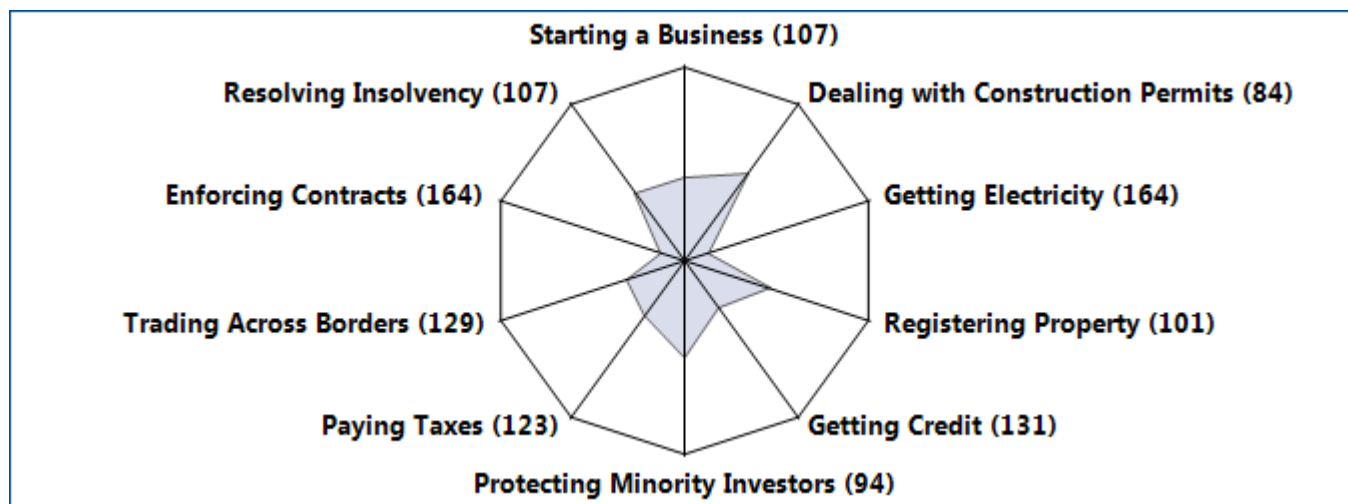 Starting a Business (107)
Resolving Insolvency (107)
Dealing with Construction Permits (84)
Enforcing Contracts (164)
Getting Electricity (164)
Trading Across Borders (129)
Registering Property (101)
Paying Taxes (123)
Getting Credit (131)
Protecting Minority Investors (94)